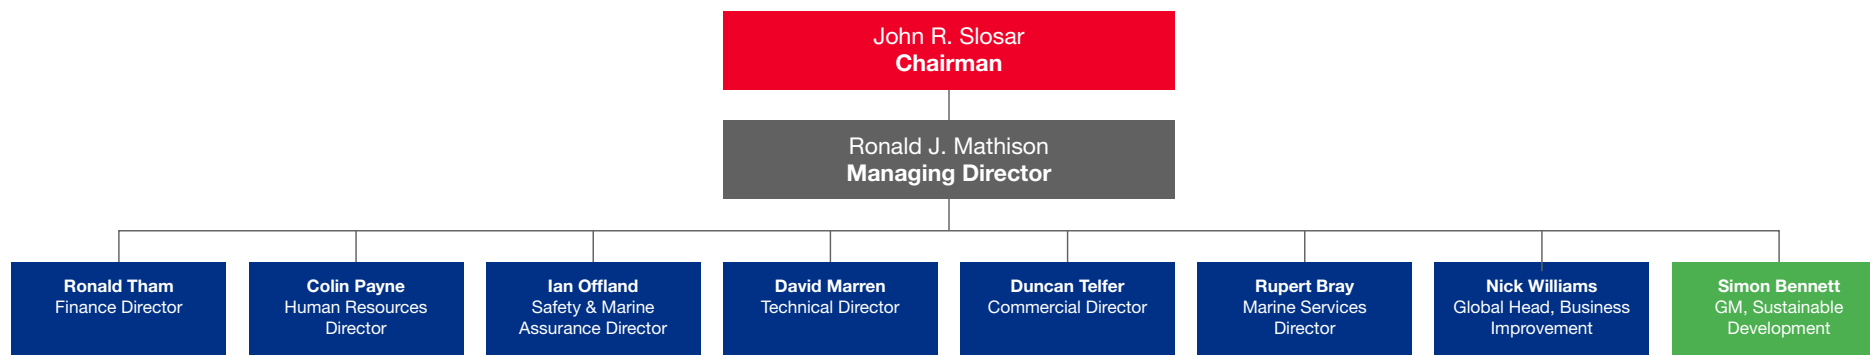 John R. Slosar
Chairman
Ronald J. Mathison
Managing Director
Ronald Tham
Finance Director
Colin Payne
Human Resources
Director
Ian Offland
Safety & Marine
Assurance Director
David Marren
Technical Director
Duncan Telfer
Commercial Director
Rupert Bray
Marine Services
Director
Nick Williams
Global Head, Business
Improvement
Simon Bennett
GM, Sustainable
Development